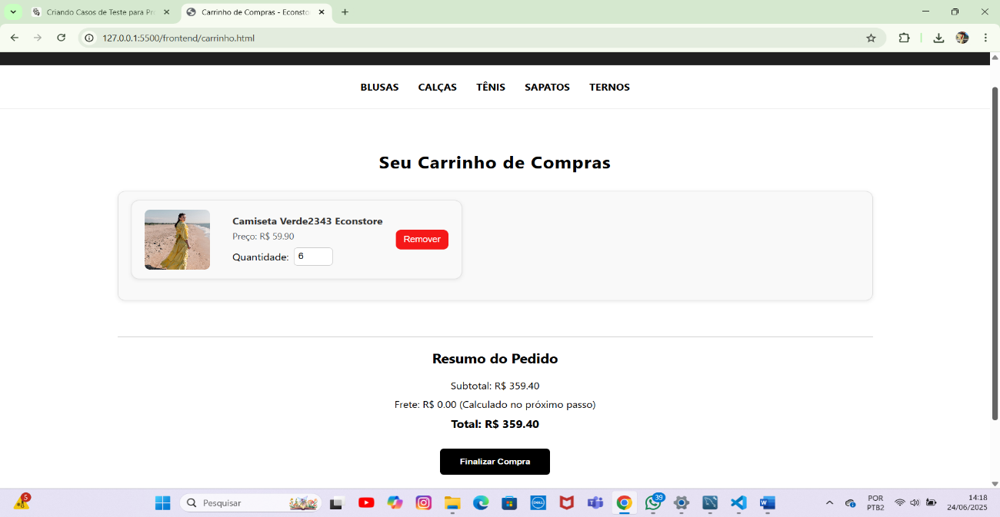 Criando Casos de Teste para Pr
Carrinho de Compras - Econsto
127.0.0.1:5500/frontend/carrinho.html
BLUSAS CALÇAS TÊNIS SAPATOS TERNOS
Seu Carrinho de Compras
Camiseta Verde2343 Econstore
Preço: R$ 59.90
Remover
Quantidade: 6
Resumo do Pedido
Subtotal: R$ 359.40
Frete: R$ 0.00 (Calculado no próximo passo)
Total: R$ 359.40
Finalizar Compra
5
Pesquisar
DELL
39
W
POR
PTB2
14:18
24/06/2025